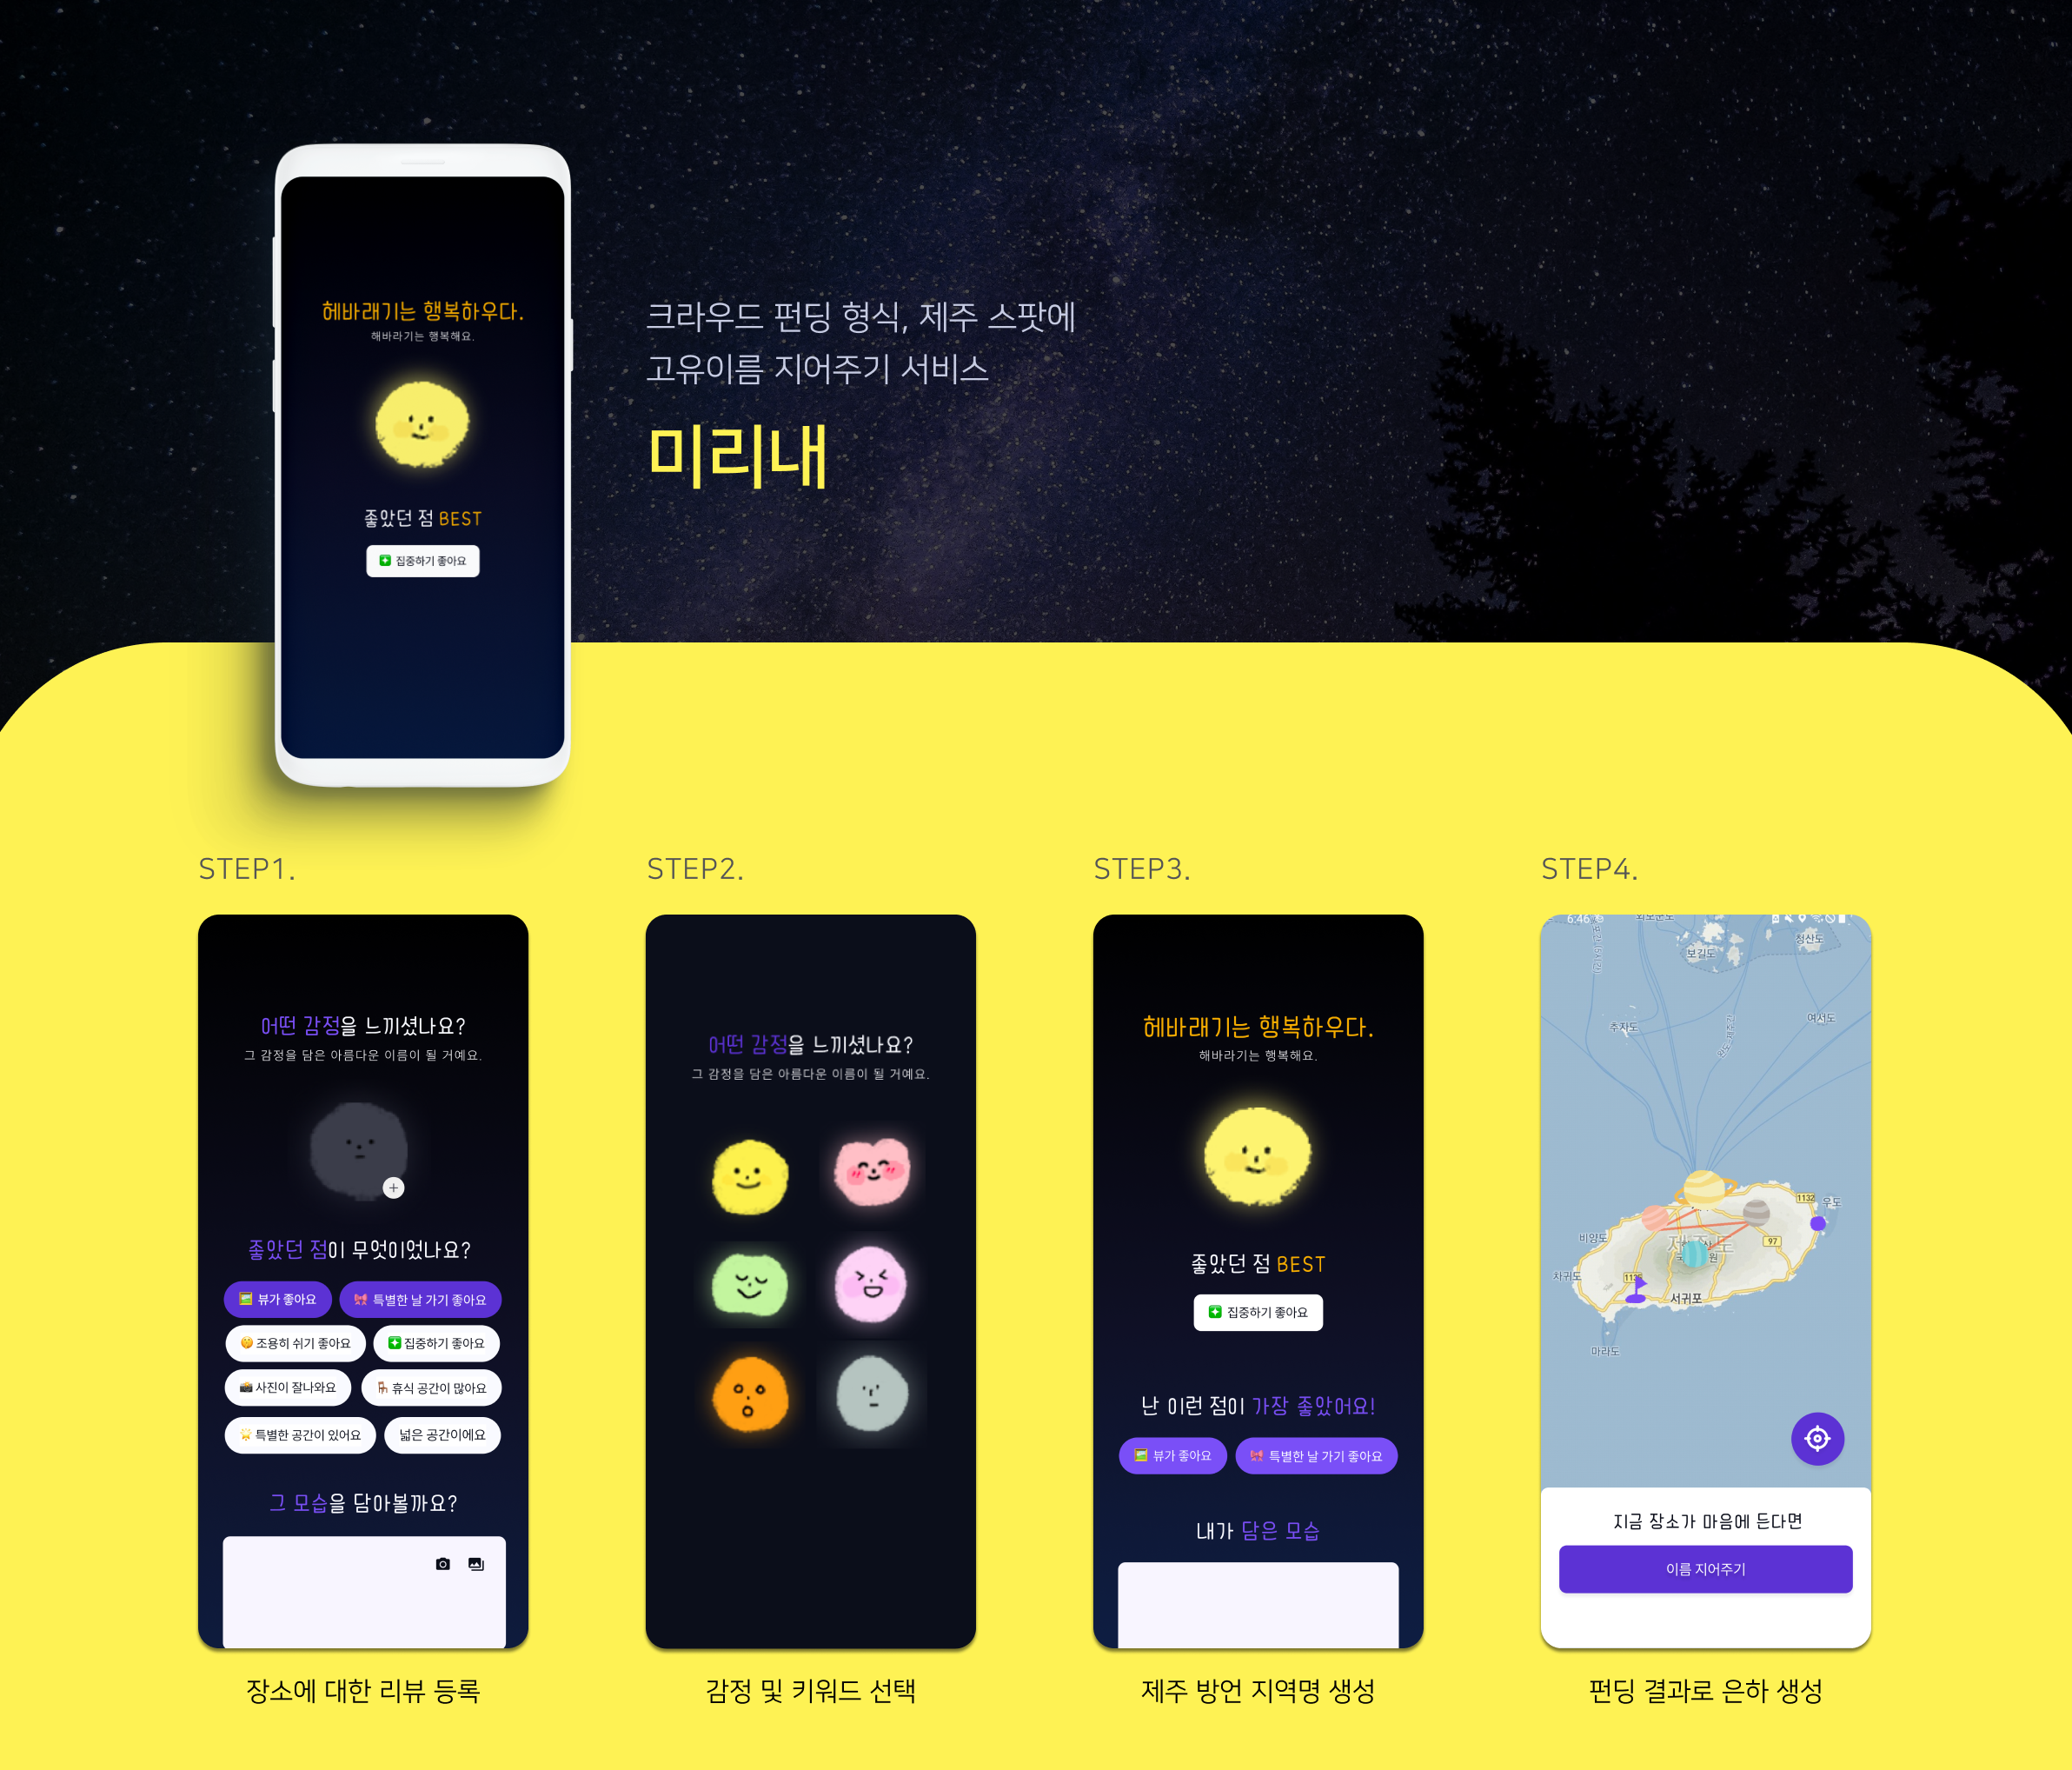 헤바래기는 행복하우다.
해바라기는 행복해요.
좋았던 점 BEST
집중하기 좋아요
크라우드 펀딩 형식, 제주 스팟에
고유이름 지어주기 서비스
미리내
STEP1.
어떤 감정을 느끼셨나요?
그 감정을 담은 아름다운 이름이 될 거예요.
좋았던 점이 무엇이었나요?
뷰가 좋아요 특별한 날 가기 좋아요
조용히 쉬기 좋아요 집중하기 좋아요
사진이 잘나와요 휴식 공간이 많아요
특별한 공간이 있어요 넓은 공간이에요
그 모습을 담아볼까요?
장소에 대한 리뷰 등록
STEP2.
어떤 감정을 느끼셨나요?
그 감정을 담은 아름다운 이름이 될 거예요.
감정 및 키워드 선택
STEP3.
헤바래기는 행복하우다.
해바라기는 행복해요.
좋았던 점 BEST
집중하기 좋아요
난 이런 점이 가장 좋았어요!
뷰가 좋아요 특별한 날 가기 좋아요
내가 담은 모습
제주 방언 지역명 생성
STEP4.
6:46
보길도
청산도
추자도
여서도
1132
우도
비양도
97
제주도
차귀도
서귀포
마라도
지금 장소가 마음에 든다면
이름 지어주기
펀딩 결과로 은하 생성